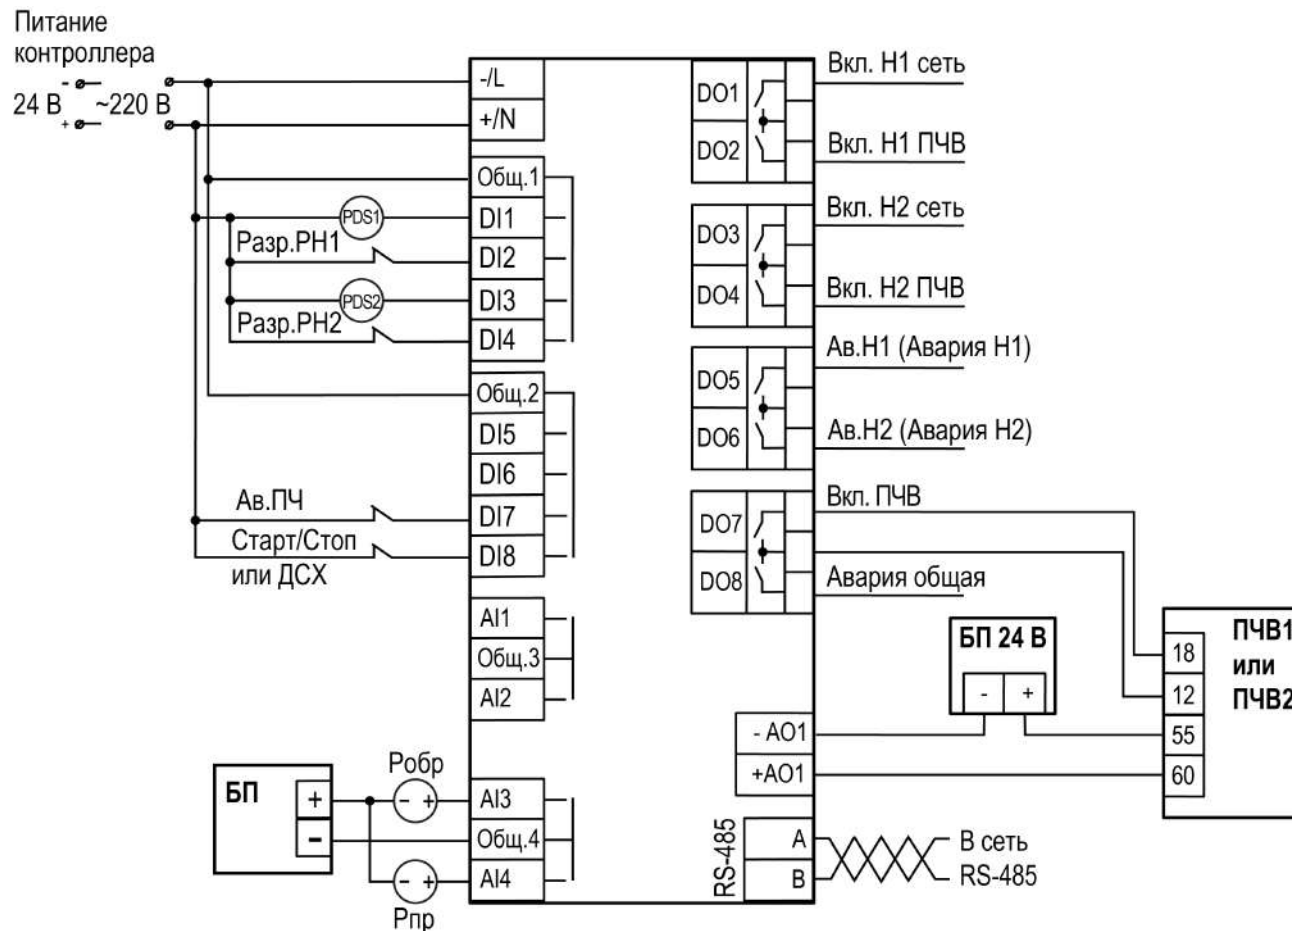 Питание
контроллера
-
24 В ~220 В
+
-/L
+/N
Общ.1
PDS1
DI1
Разр.РН1
DI2
PDS2
DI3
Разр.РН2
DI4
Общ.2
DI5
DI6
Ав.ПЧ
DI7
Старт/Стоп
или ДСХ
DI8
AI1
Общ.3
AI2
Робр
БП
+
-
- +
AI3
Общ.4
- +
AI4
Рпр
DO1
Вкл. Н1 сеть
DO2
Вкл. Н1 ПЧВ
DO3
Вкл. Н2 сеть
DO4
Вкл. Н2 ПЧВ
DO5
Ав.Н1 (Авария Н1)
DO6
Ав.Н2 (Авария Н2)
DO7
Вкл. ПЧВ
DO8
Авария общая
БП 24 В
- +
ПЧВ1
или
ПЧВ2
18
12
55
60
- AO1
+AO1
RS-485
A
B
В сеть
RS-485